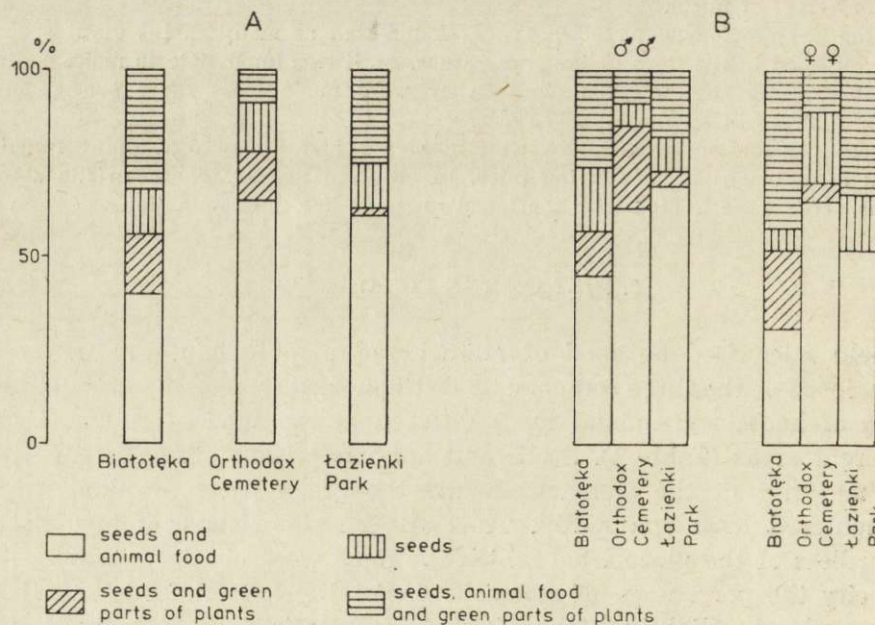 A
B
%
♂ ♂
♀ ♀
100
50
0
Białołęka
Orthodox
Cemetery
Łazienki
Park
Białołęka
Orthodox
Cemetery
Łazienki
Park
Białołęka
Orthodox
Cemetery
Łazienki
Park
seeds and
animal food
seeds
seeds and green
parts of plants
seeds, animal food
and green parts of plants